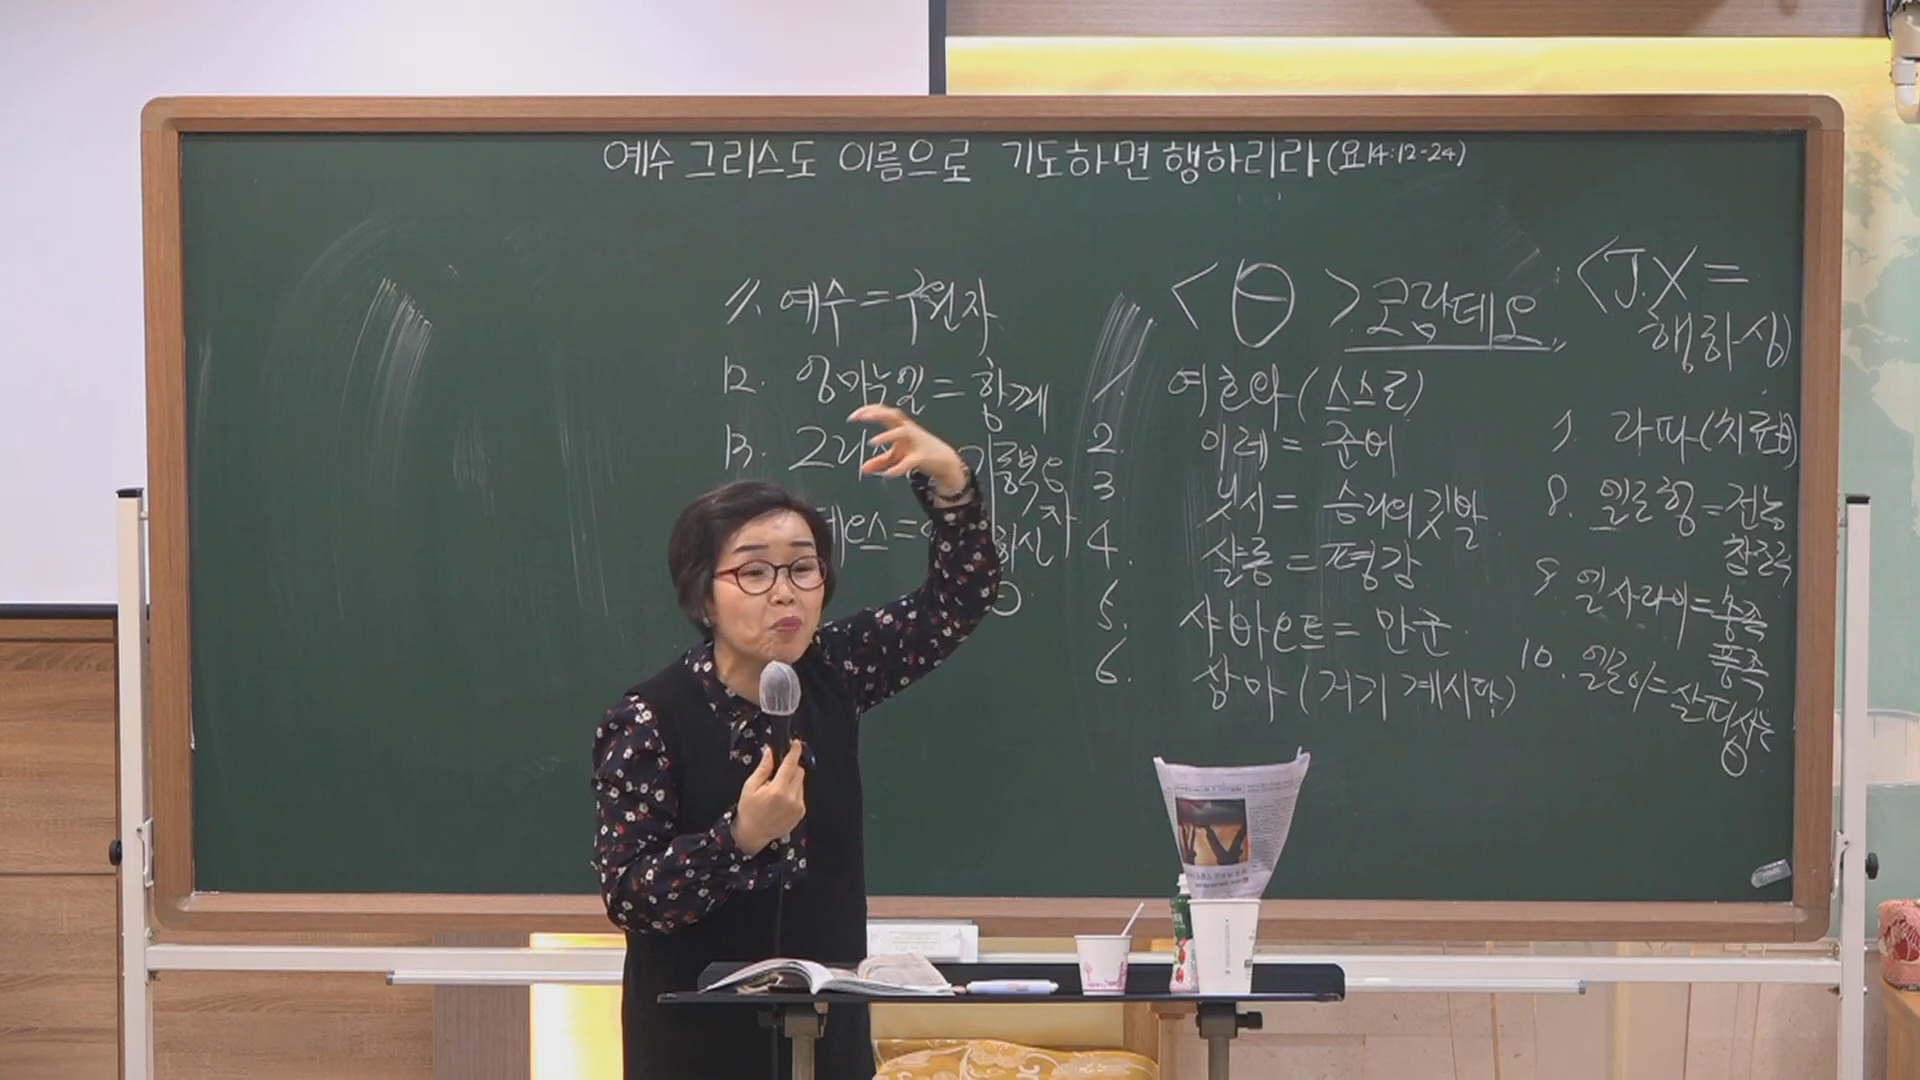 예수 그리스도 이름으로 기도하면 행하리라 (요14:12-24)
11. 예수 = 구원자
12. 임마누엘 = 함께
13. 그리
<Θ> 코람데오
1. 여호와 (스스로)
2. 이레 = 준비
3. 닛시 = 승리의 깃발
4. 샬롬 = 평강
5. 샤바오트 = 만군
6. 삼마 (거기 계시다)
<J.X =
행하심)
7. 라파 (치료
8. 엘로힘 = 전능
창조주
9. 엘샤다이 = 충족
풍족
10. 엘로이 = 살피시는